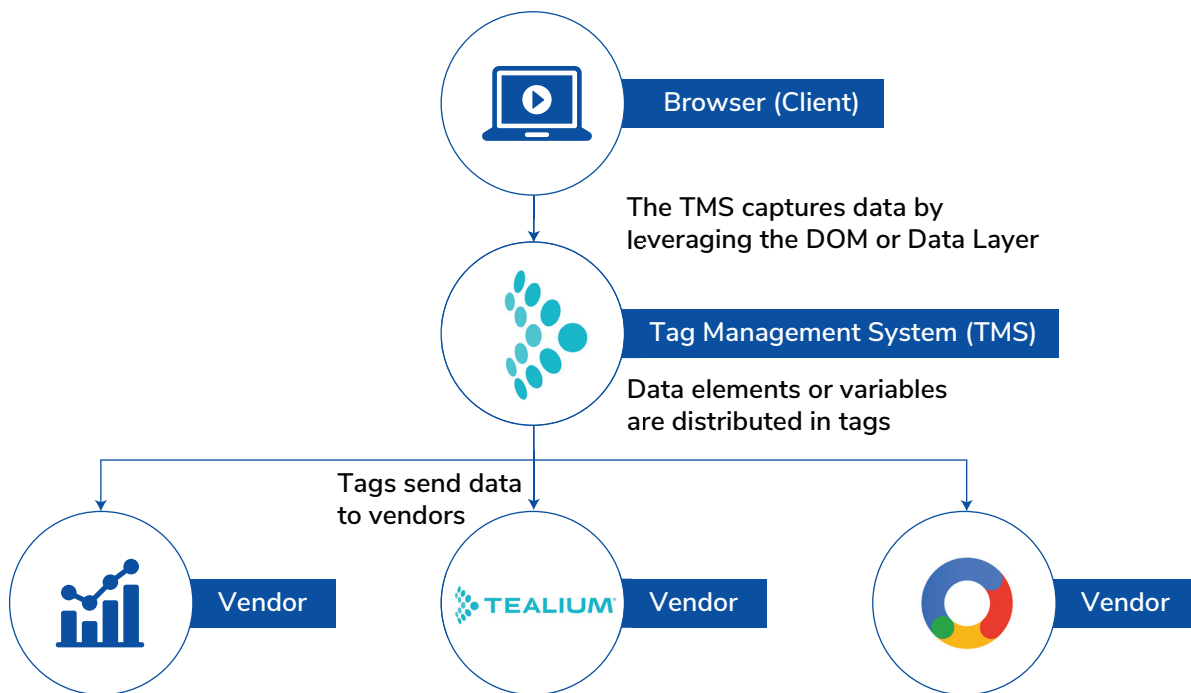 Browser (Client)
The TMS captures data by
leveraging the DOM or Data Layer
Tag Management System (TMS)
Data elements or variables
are distributed in tags
Tags send data
to vendors
Vendor
TEALIUM®
Vendor
Vendor